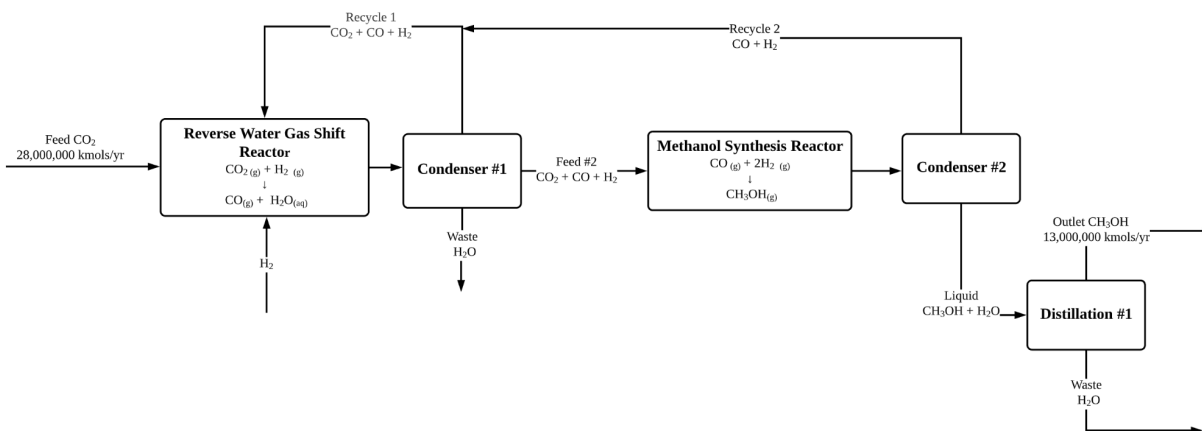 Recycle 1
CO₂ + CO + H₂
Recycle 2
CO + H₂
Feed CO₂
28,000,000 kmols/yr
Reverse Water Gas Shift
Reactor
CO₂ (g) + H₂ (g)
↓
CO(g) + H₂O(aq)
Condenser #1
Feed #2
CO₂ + CO + H₂
Methanol Synthesis Reactor
CO (g) + 2H₂ (g)
↓
CH₃OH(g)
Condenser #2
H₂
Waste
H₂O
Outlet CH₃OH
13,000,000 kmols/yr
Liquid
CH₃OH + H₂O
Distillation #1
Waste
H₂O